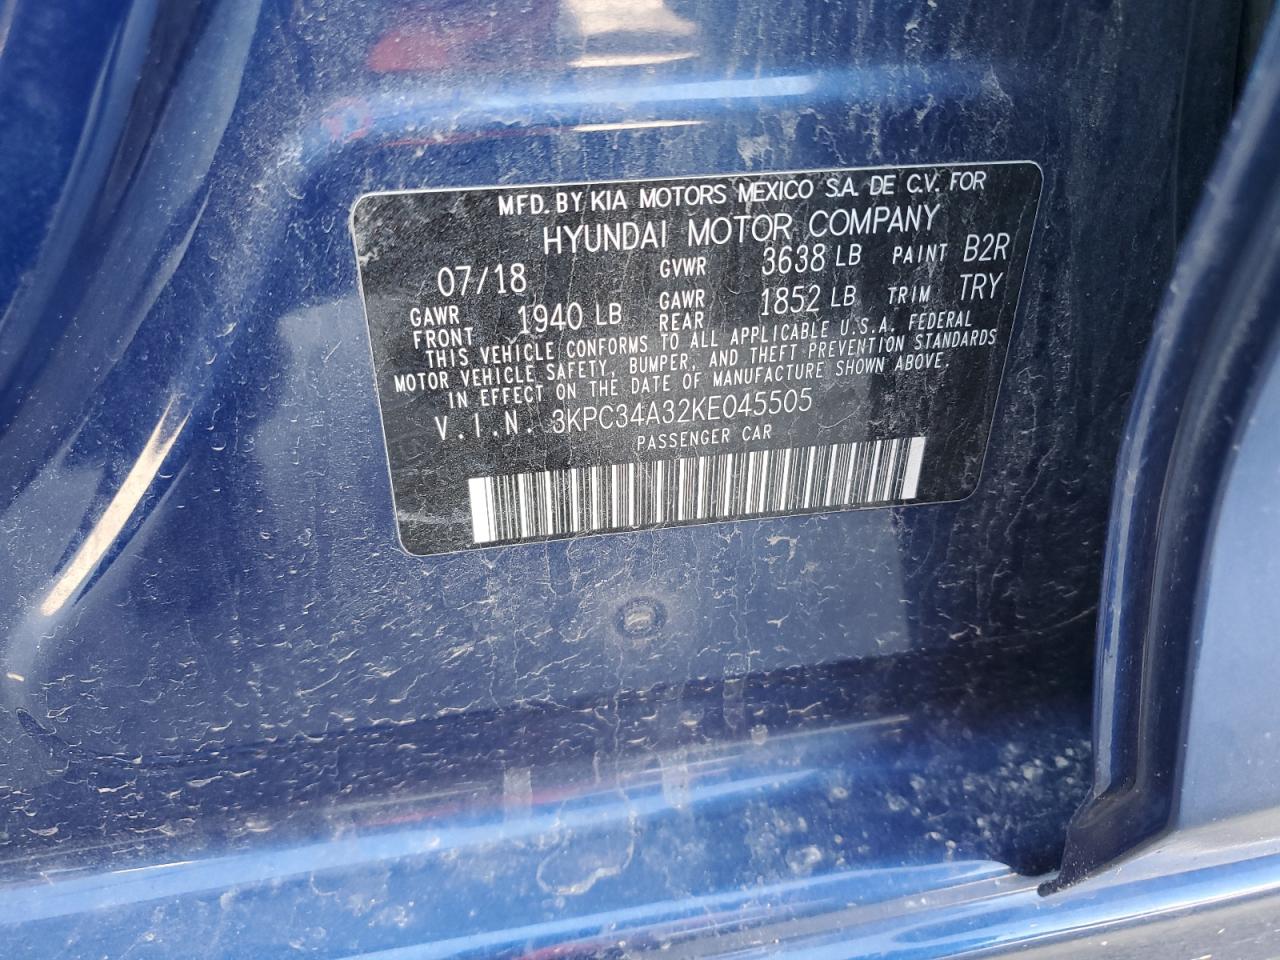 MFD. BY KIA MOTORS MEXICO S.A. DE C.V. FOR
HYUNDAI MOTOR COMPANY
07/18 GVWR 3638 LB PAINT B2R
GAWR FRONT 1940 LB GAWR REAR 1852 LB TRIM TRY
THIS VEHICLE CONFORMS TO ALL APPLICABLE U.S.A. FEDERAL
MOTOR VEHICLE SAFETY, BUMPER, AND THEFT PREVENTION STANDARDS
IN EFFECT ON THE DATE OF MANUFACTURE SHOWN ABOVE.
V.I.N. 3KPC34A32KE045505
PASSENGER CAR